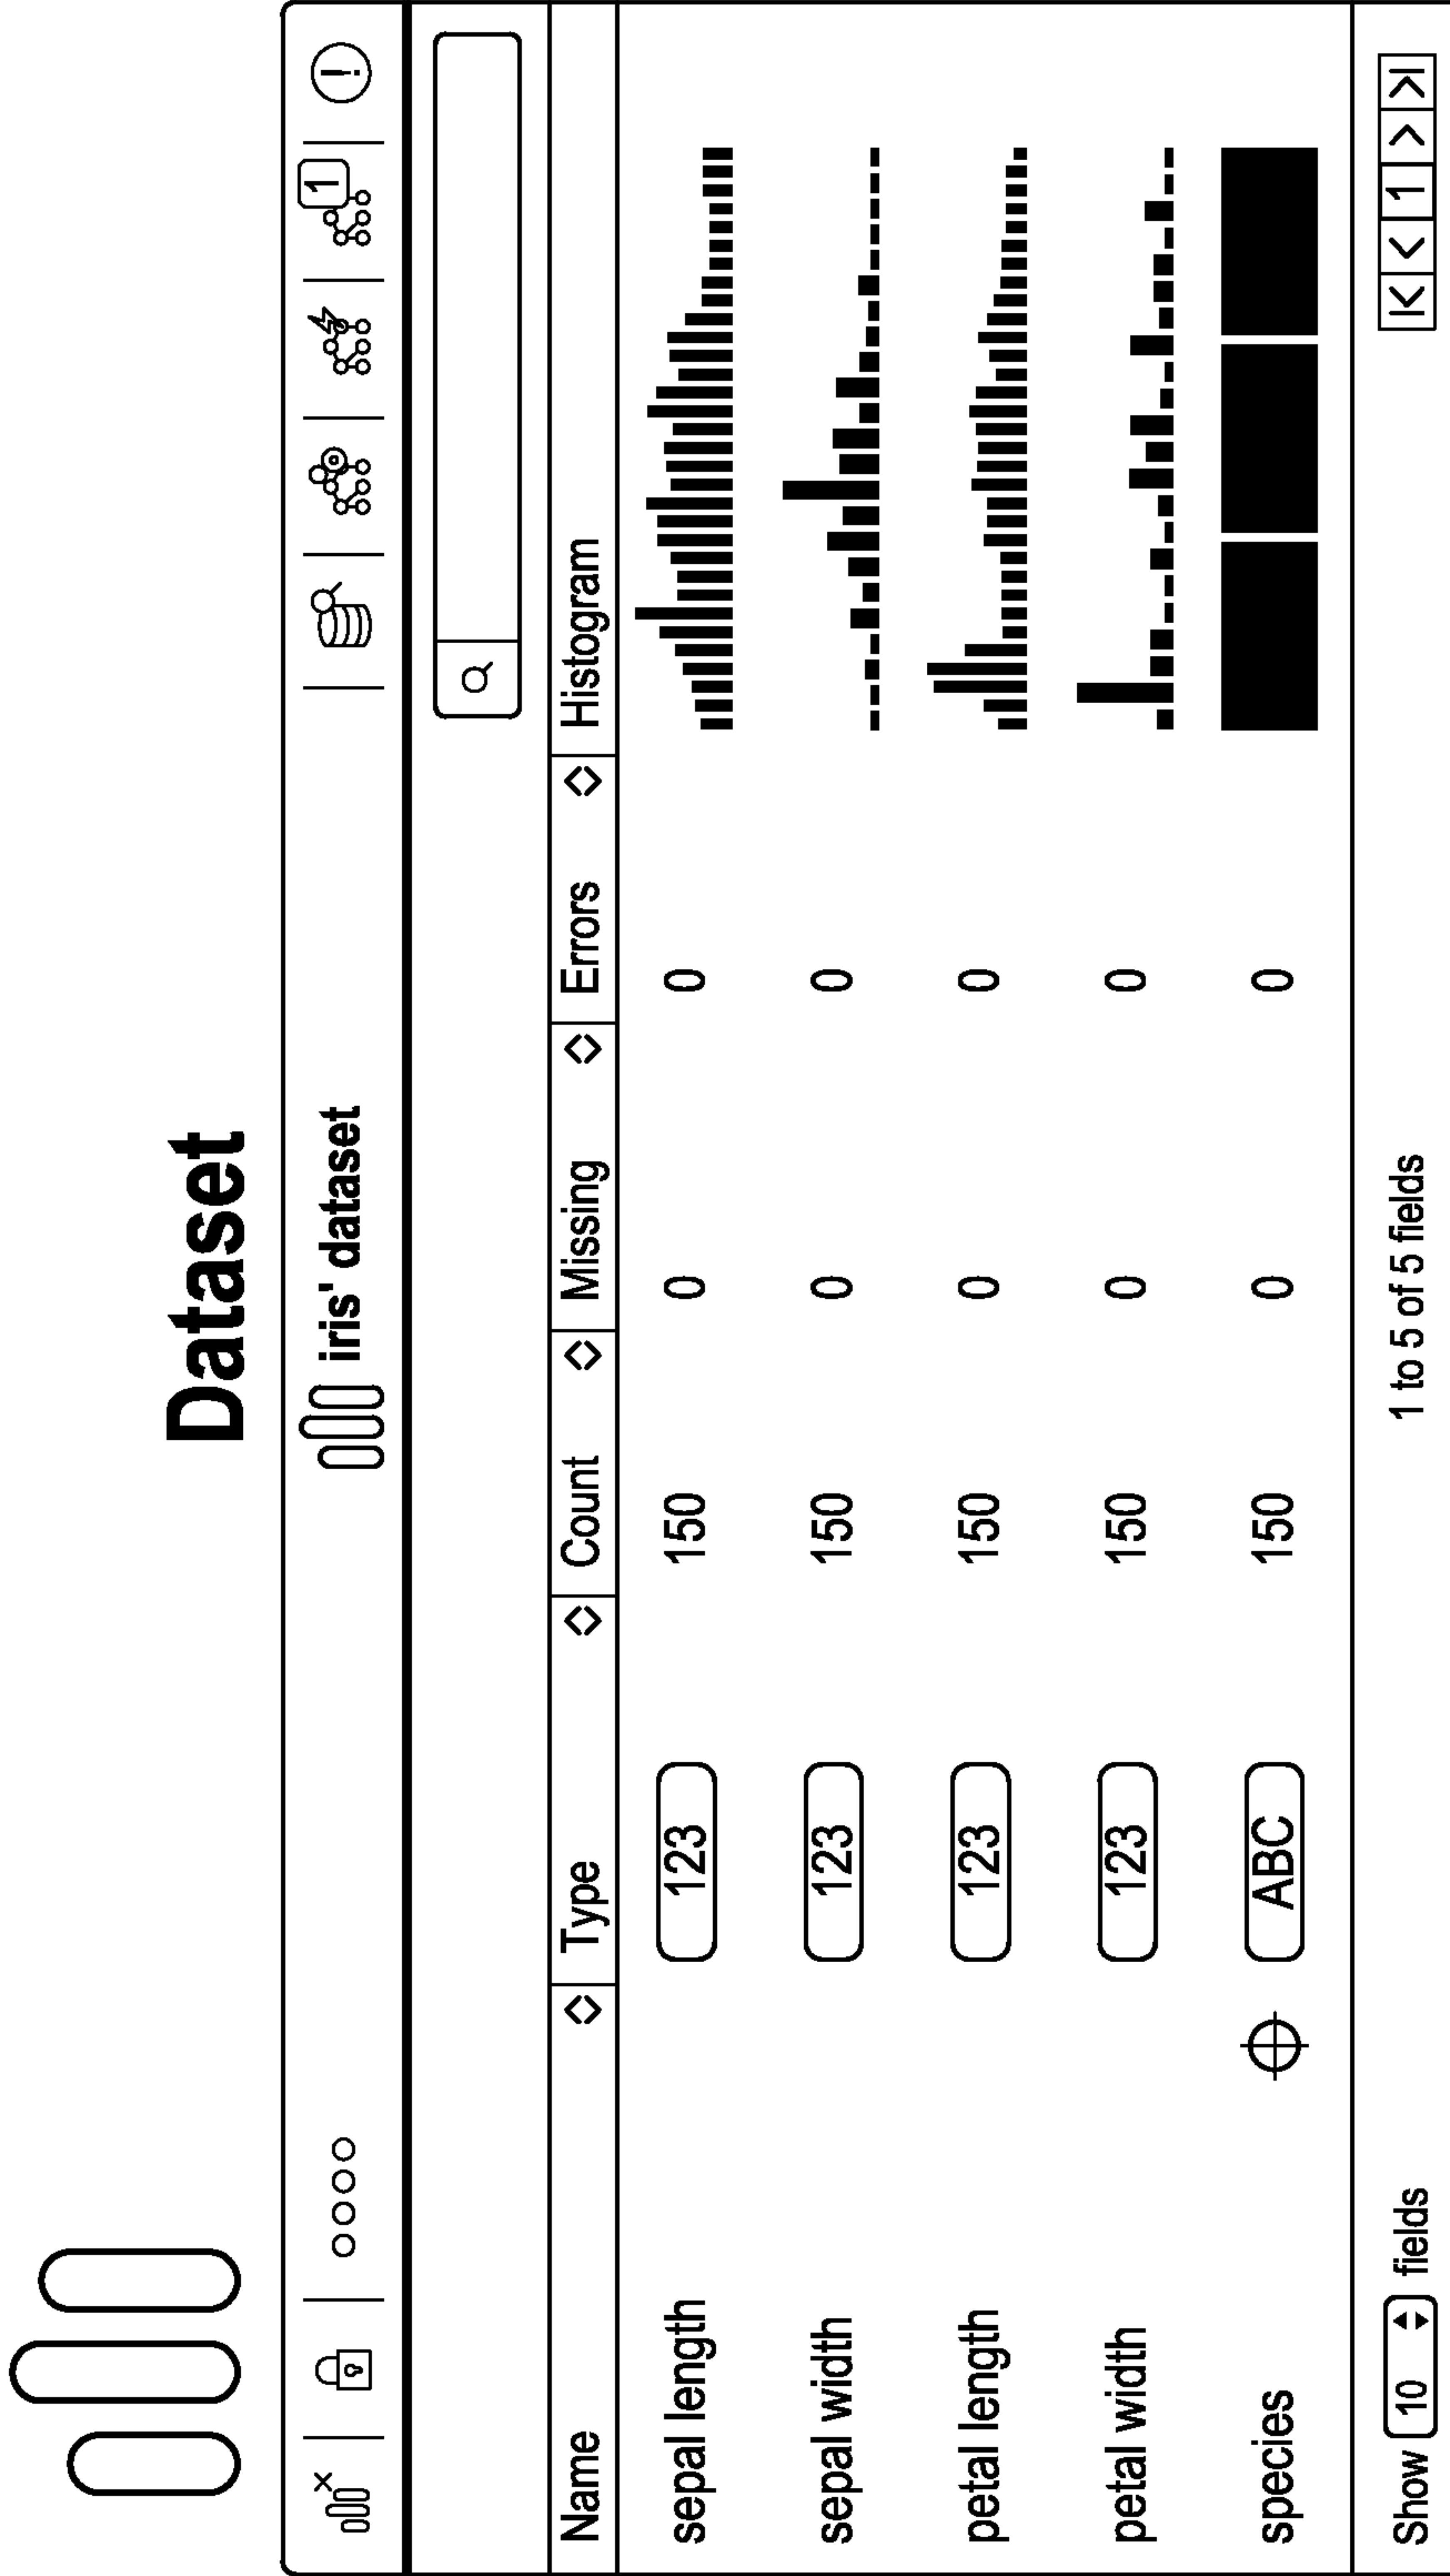 Dataset
iris' dataset
1
Name Type Count Missing Errors Histogram
sepal length 123 150 0 0
sepal width 123 150 0 0
petal length 123 150 0 0
petal width 123 150 0 0
species ABC 150 0 0
Show 10 fields 1 to 5 of 5 fields |< < 1 > >|